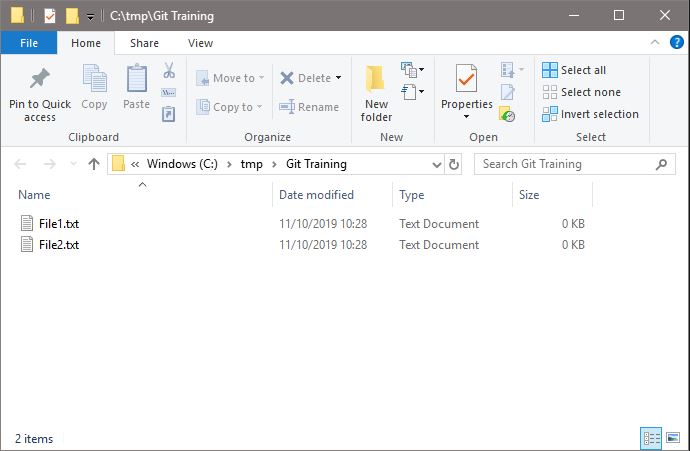 C:\tmp\Git Training
File Home Share View
Pin to Quick access
Copy
Paste
Clipboard
Move to
Copy to
Delete
Rename
Organize
New folder
New
Properties
Open
Select all
Select none
Invert selection
Select
« Windows (C:) › tmp › Git Training
Search Git Training
Name Date modified Type Size
File1.txt 11/10/2019 10:28 Text Document 0 KB
File2.txt 11/10/2019 10:28 Text Document 0 KB
2 items